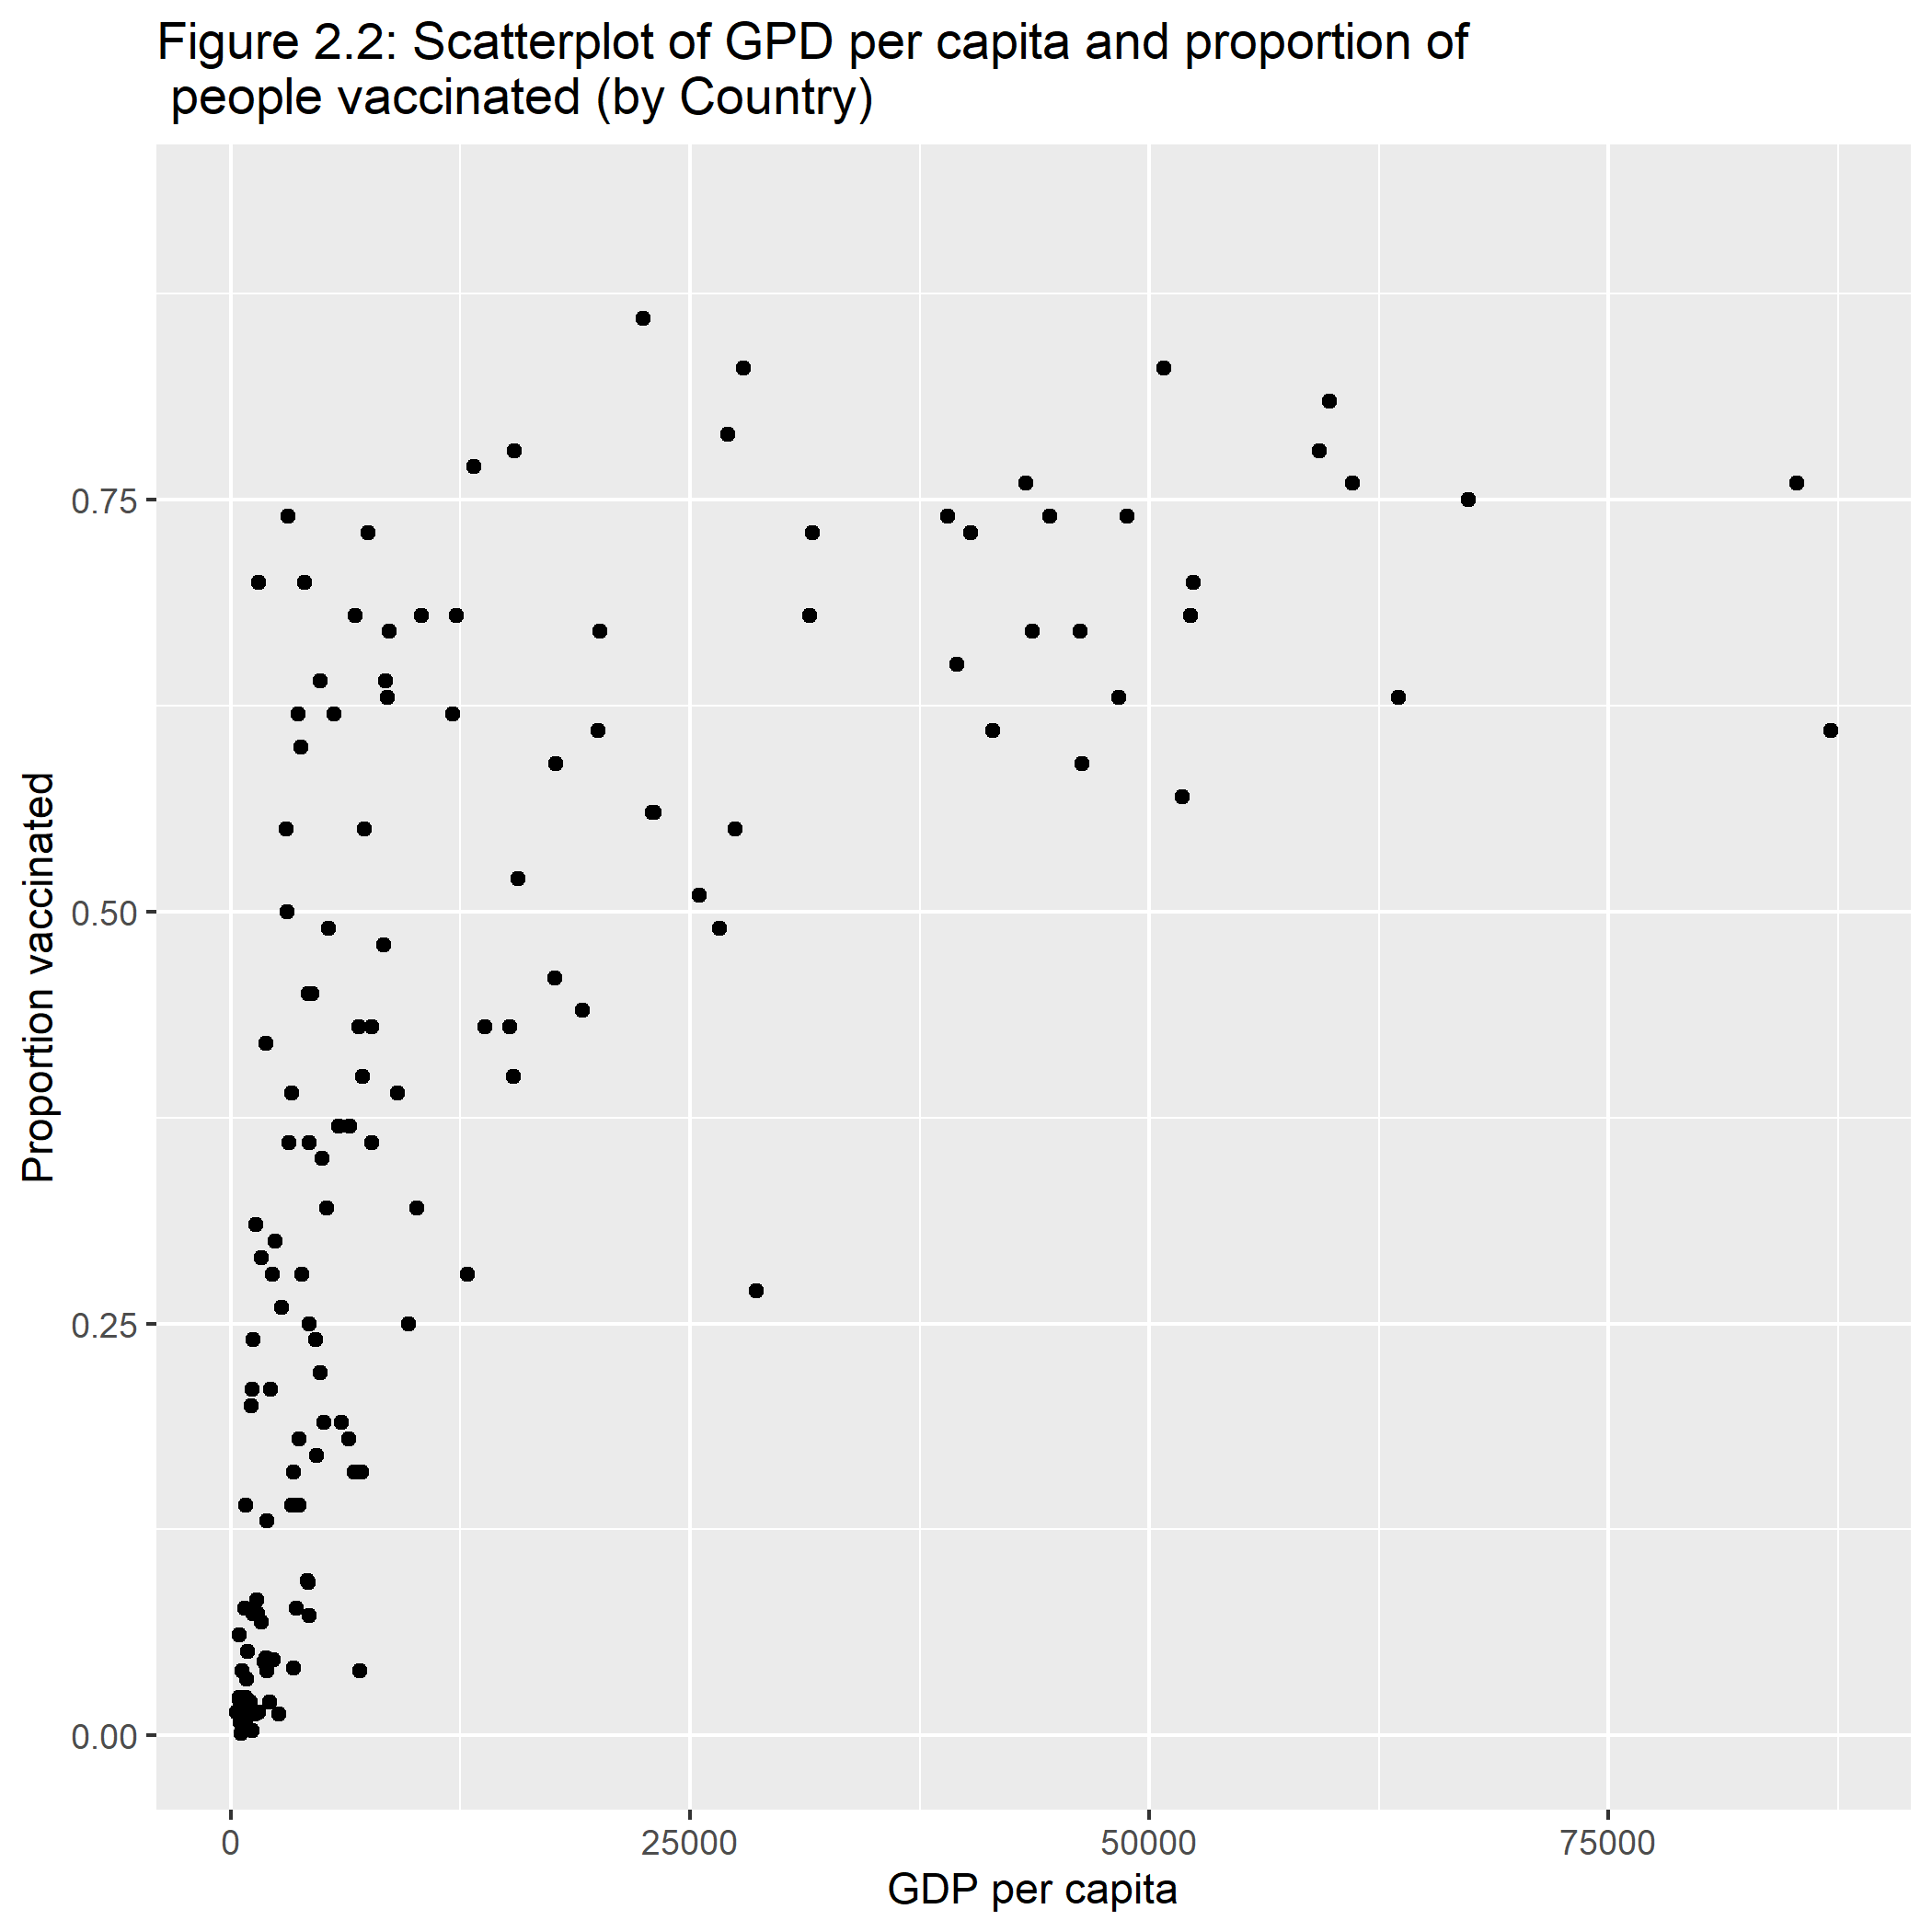 Figure 2.2: Scatterplot of GPD per capita and proportion of
people vaccinated (by Country)
Proportion vaccinated
0.75
0.50
0.25
0.00
0
25000
50000
75000
GDP per capita